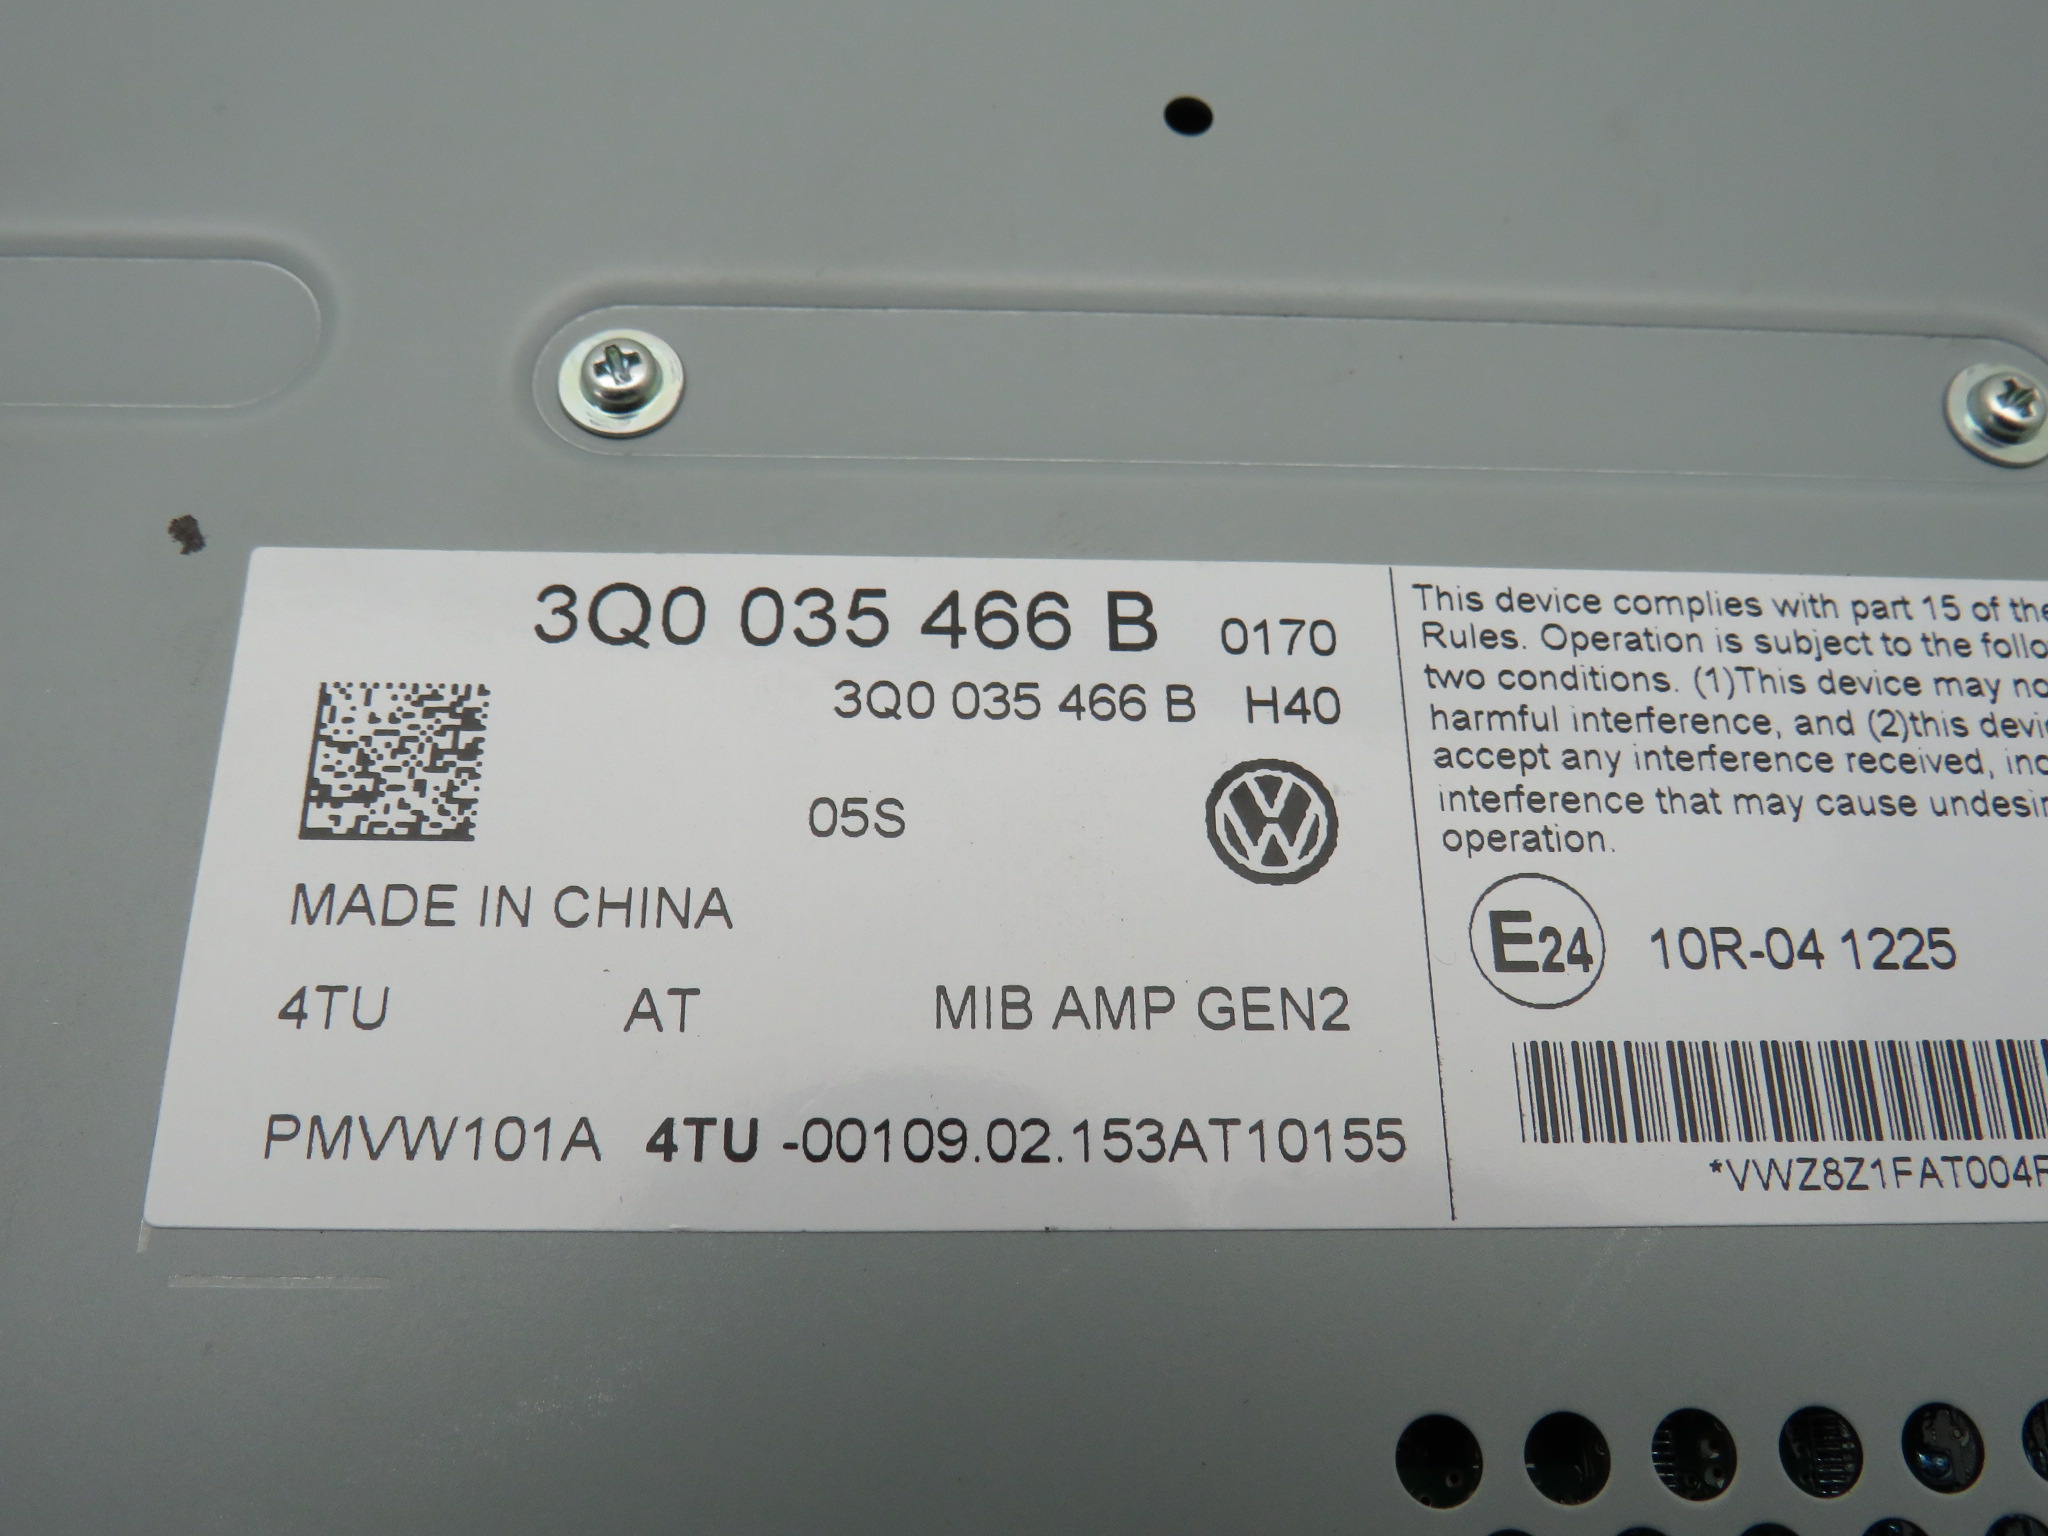 3Q0 035 466 B 0170
3Q0 035 466 B H40
05S
MADE IN CHINA
4TU AT MIB AMP GEN2
PMVW101A 4TU -00109.02.153AT10155
This device complies with part 15 of the
Rules. Operation is subject to the follo
two conditions. (1)This device may no
harmful interference, and (2)this devi
accept any interference received, inc
interference that may cause undesir
operation.
E24 10R-04 1225
*VWZ8Z1FAT004F